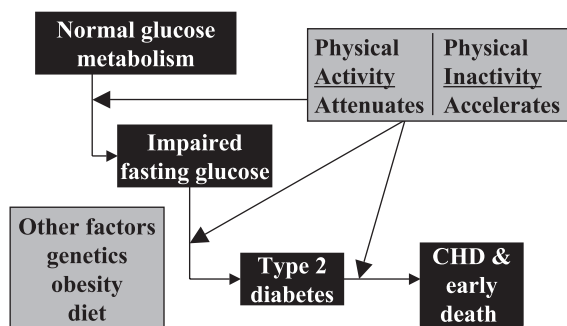 Normal glucose
metabolism
Physical
Activity
Attenuates
Physical
Inactivity
Accelerates
Impaired
fasting glucose
Other factors
genetics
obesity
diet
Type 2
diabetes
CHD &
early
death